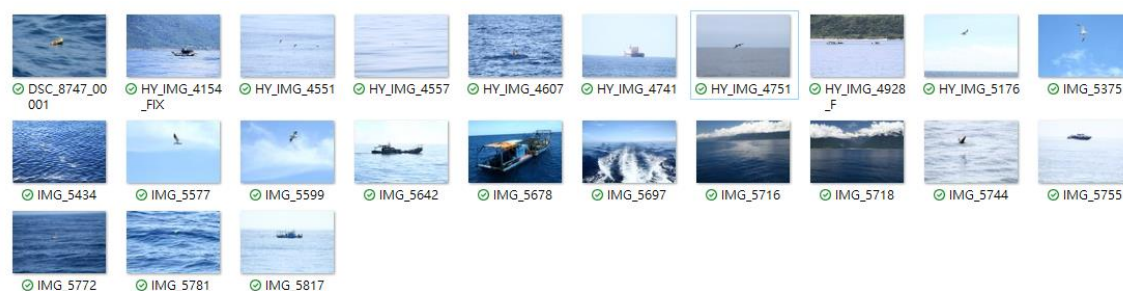 DSC_8747_00
001
HY_IMG_4154
_FIX
HY_IMG_4551
HY_IMG_4557
HY_IMG_4607
HY_IMG_4741
HY_IMG_4751
HY_IMG_4928
_F
HY_IMG_5176
IMG_5375
IMG_5434
IMG_5577
IMG_5599
IMG_5642
IMG_5678
IMG_5697
IMG_5716
IMG_5718
IMG_5744
IMG_5755
IMG_5772
IMG_5781
IMG_5817